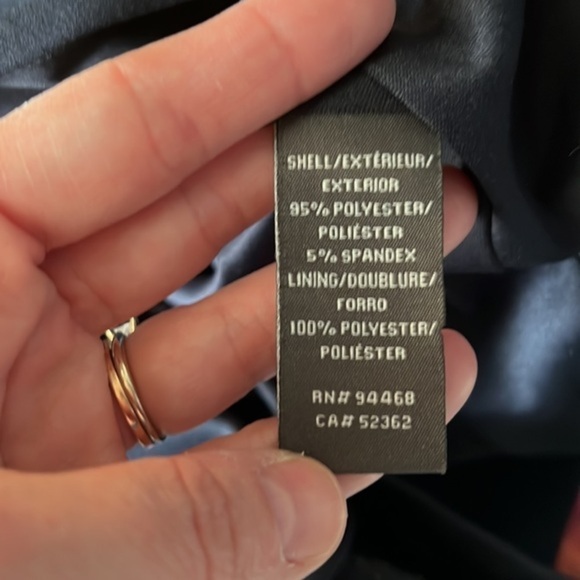 SHELL/EXTÉRIEUR/
EXTERIOR
95% POLYESTER/
POLIÉSTER
5% SPANDEX
LINING/DOUBLURE/
FORRO
100% POLYESTER/
POLIÉSTER
RN# 94468
CA# 52362